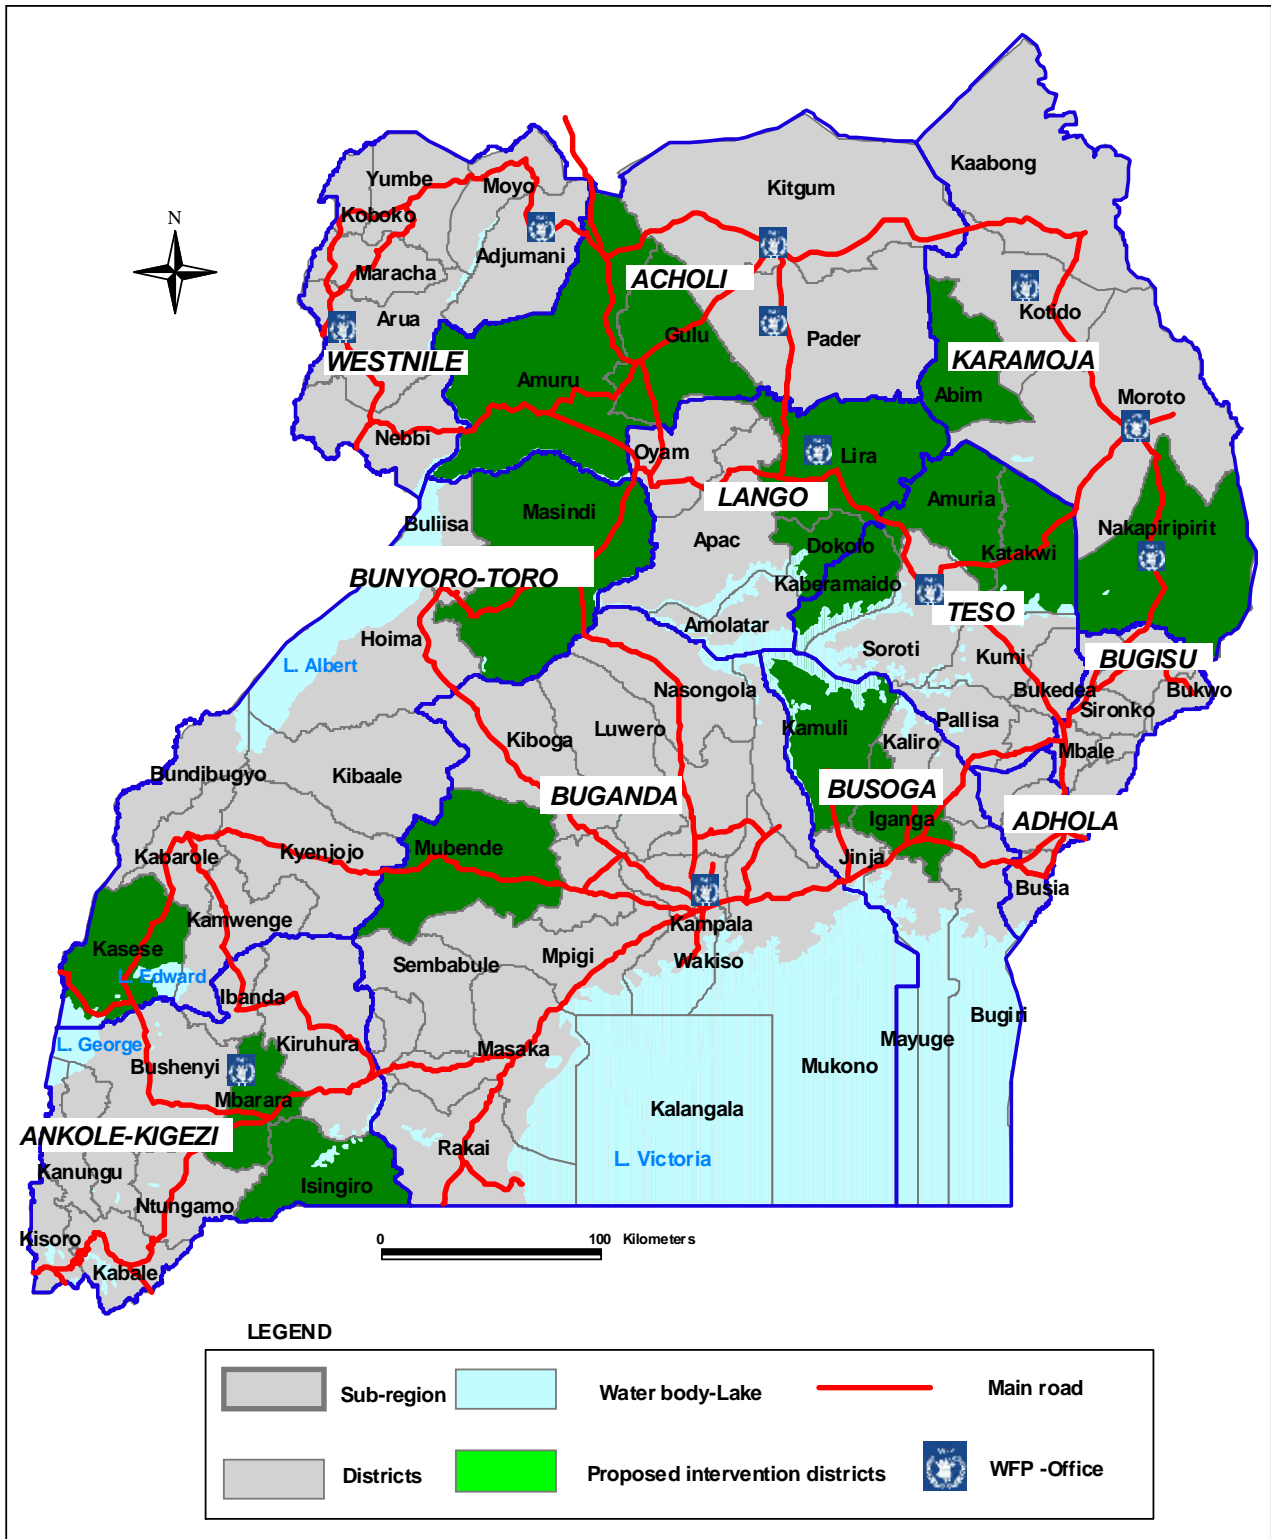 N
Kaabong
Kitgum
Yumbe
Moyo
Koboko
Adjumani
Maracha
ACHOLI
Kotido
Arua
Gulu
Pader
WESTNILE
KARAMOJA
Amuru
Abim
Moroto
Nebbi
Oyam
Lira
LANGO
Amuria
Masindi
Buliisa
Nakapiripirit
Apac
Dokolo
Katakwi
BUNYORO-TORO
Kaberamaido
TESO
Amolatar
Hoima
Soroti
L. Albert
Kumi
BUGISU
Nasongola
Bukedea
Bukwo
Kamuli
Pallisa
Sironko
Luwero
Kiboga
Kaliro
Mbale
Bundibugyo
Kibaale
BUGANDA
BUSOGA
Iganga
ADHOLA
Kabarole
Kyenjojo
Mubende
Jinja
Busia
Kamwenge
Kampala
Kasese
Mpigi
Wakiso
Sembabule
L. Edward
Ibanda
Bugiri
L. George
Kiruhura
Mayuge
Masaka
Bushenyi
Mukono
Mbarara
Kalangala
ANKOLE-KIGEZI
Rakai
L. Victoria
Kanungu
Isingiro
Ntungamo
Kisoro
0 100 Kilometers
Kabale
LEGEND
Sub-region
Water body-Lake
Main road
Districts
Proposed intervention districts
WFP -Office